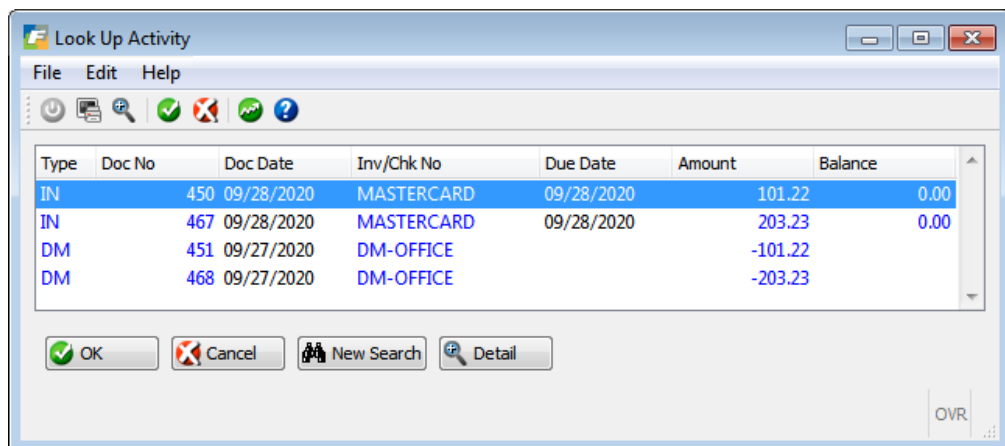 Look Up Activity
File Edit Help
Type Doc No Doc Date Inv/Chk No Due Date Amount Balance
IN 450 09/28/2020 MASTERCARD 09/28/2020 101.22 0.00
IN 467 09/28/2020 MASTERCARD 09/28/2020 203.23 0.00
DM 451 09/27/2020 DM-OFFICE -101.22
DM 468 09/27/2020 DM-OFFICE -203.23
OK Cancel New Search Detail
OVR